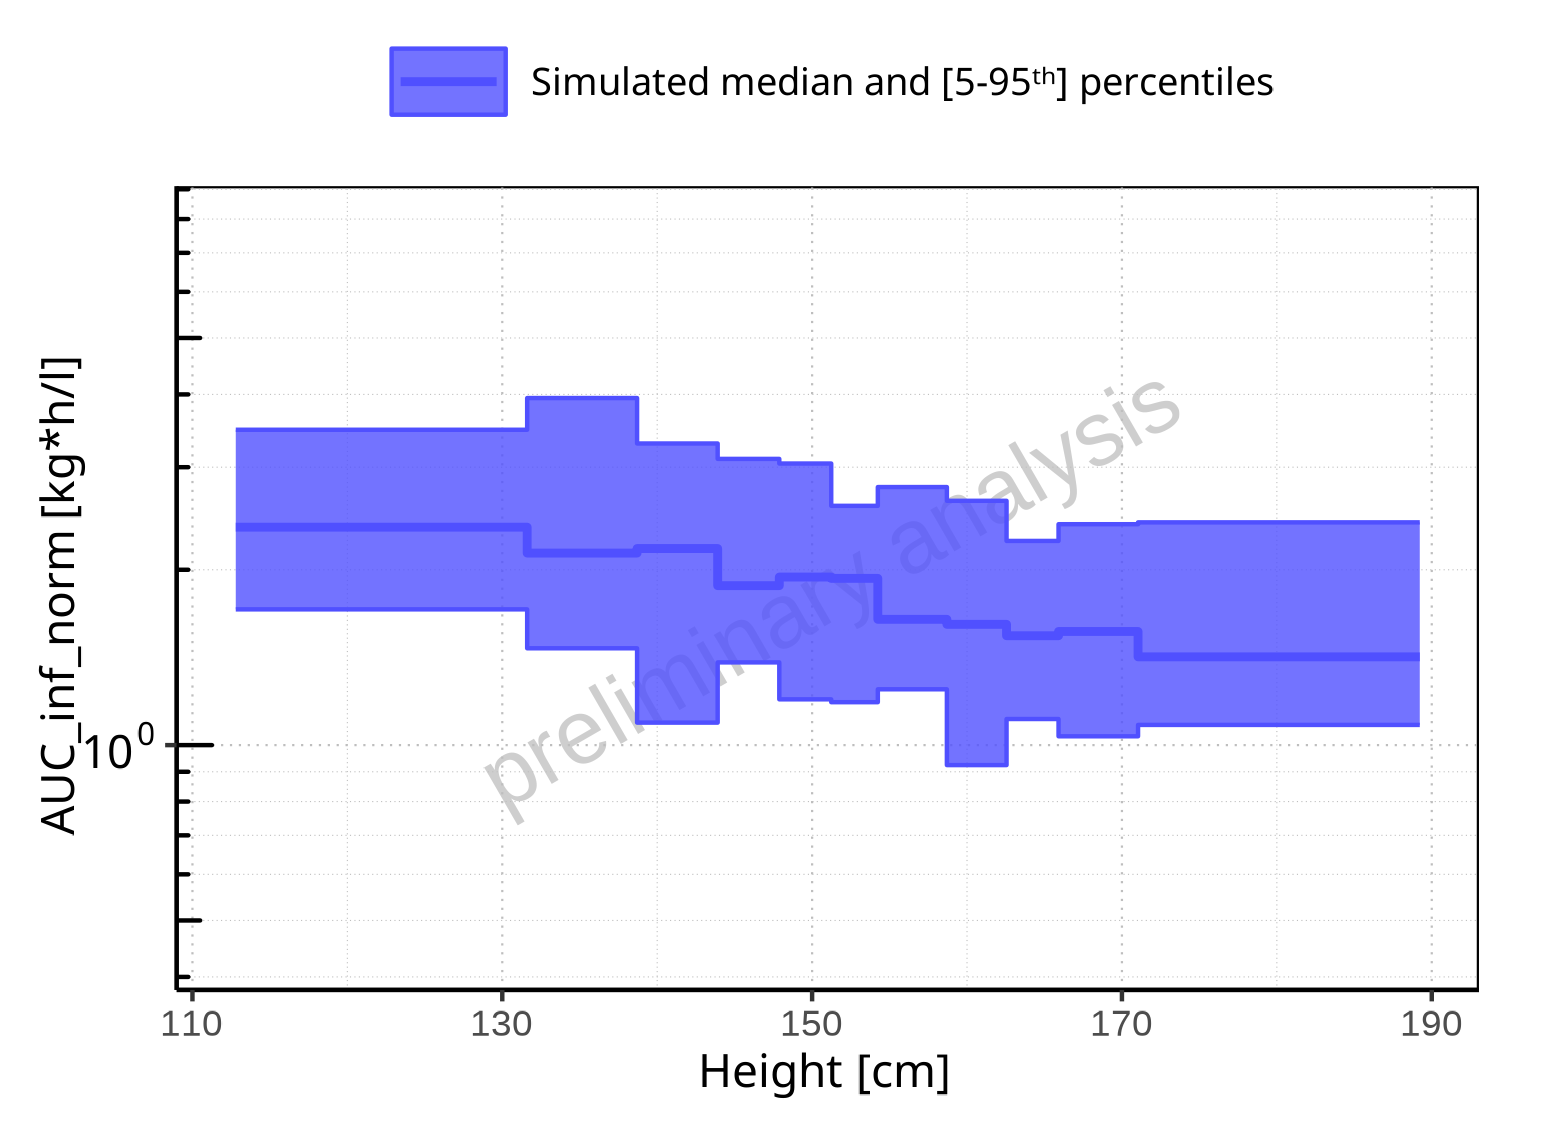 Simulated median and [5-95ᵗʰ] percentiles
AUC_inf_norm [kg*h/l]
10⁰
preliminary analysis
110 130 150 170 190
Height [cm]